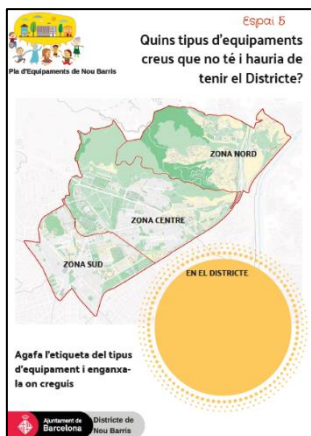 Espai 5
Pla d'Equipaments de Nou Barris
Quins tipus d'equipaments
creus que no té i hauria de
tenir el Districte?
ZONA NORD
ZONA CENTRE
ZONA SUD
EN EL DISTRICTE
Agafa l'etiqueta del tipus
d'equipament i enganxa-
la on creguis
Ajuntament de
Barcelona
Districte de
Nou Barris